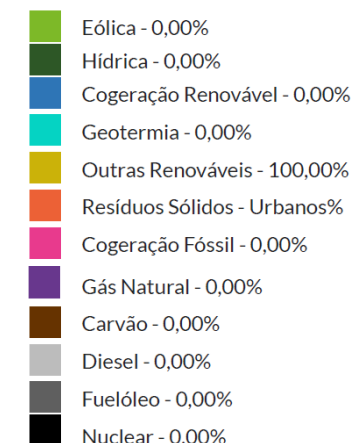 Eólica - 0,00%
Hídrica - 0,00%
Cogeração Renovável - 0,00%
Geotermia - 0,00%
Outras Renováveis - 100,00%
Resíduos Sólidos - Urbanos%
Cogeração Fóssil - 0,00%
Gás Natural - 0,00%
Carvão - 0,00%
Diesel - 0,00%
Fuelóleo - 0,00%
Nuclear - 0,00%